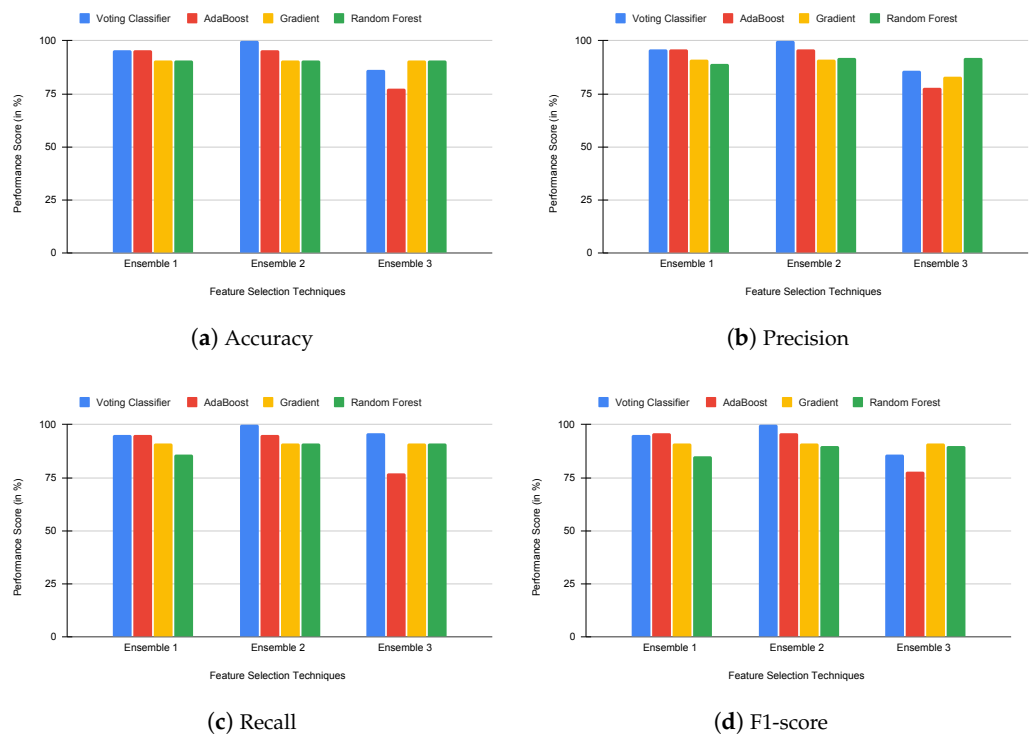 Voting Classifier AdaBoost Gradient Random Forest
100
75
50
25
0
Performance Score (in %)
Ensemble 1 Ensemble 2 Ensemble 3
Feature Selection Techniques
(a) Accuracy
Voting Classifier AdaBoost Gradient Random Forest
100
75
50
25
0
Performance Score (in %)
Ensemble 1 Ensemble 2 Ensemble 3
Feature Selection Techniques
(b) Precision
Voting Classifier AdaBoost Gradient Random Forest
100
75
50
25
0
Performance Score (in %)
Ensemble 1 Ensemble 2 Ensemble 3
Feature Selection Techniques
(c) Recall
Voting Classifier AdaBoost Gradient Random Forest
100
75
50
25
0
Performance Score (in %)
Ensemble 1 Ensemble 2 Ensemble 3
Feature Selection Techniques
(d) F1-score